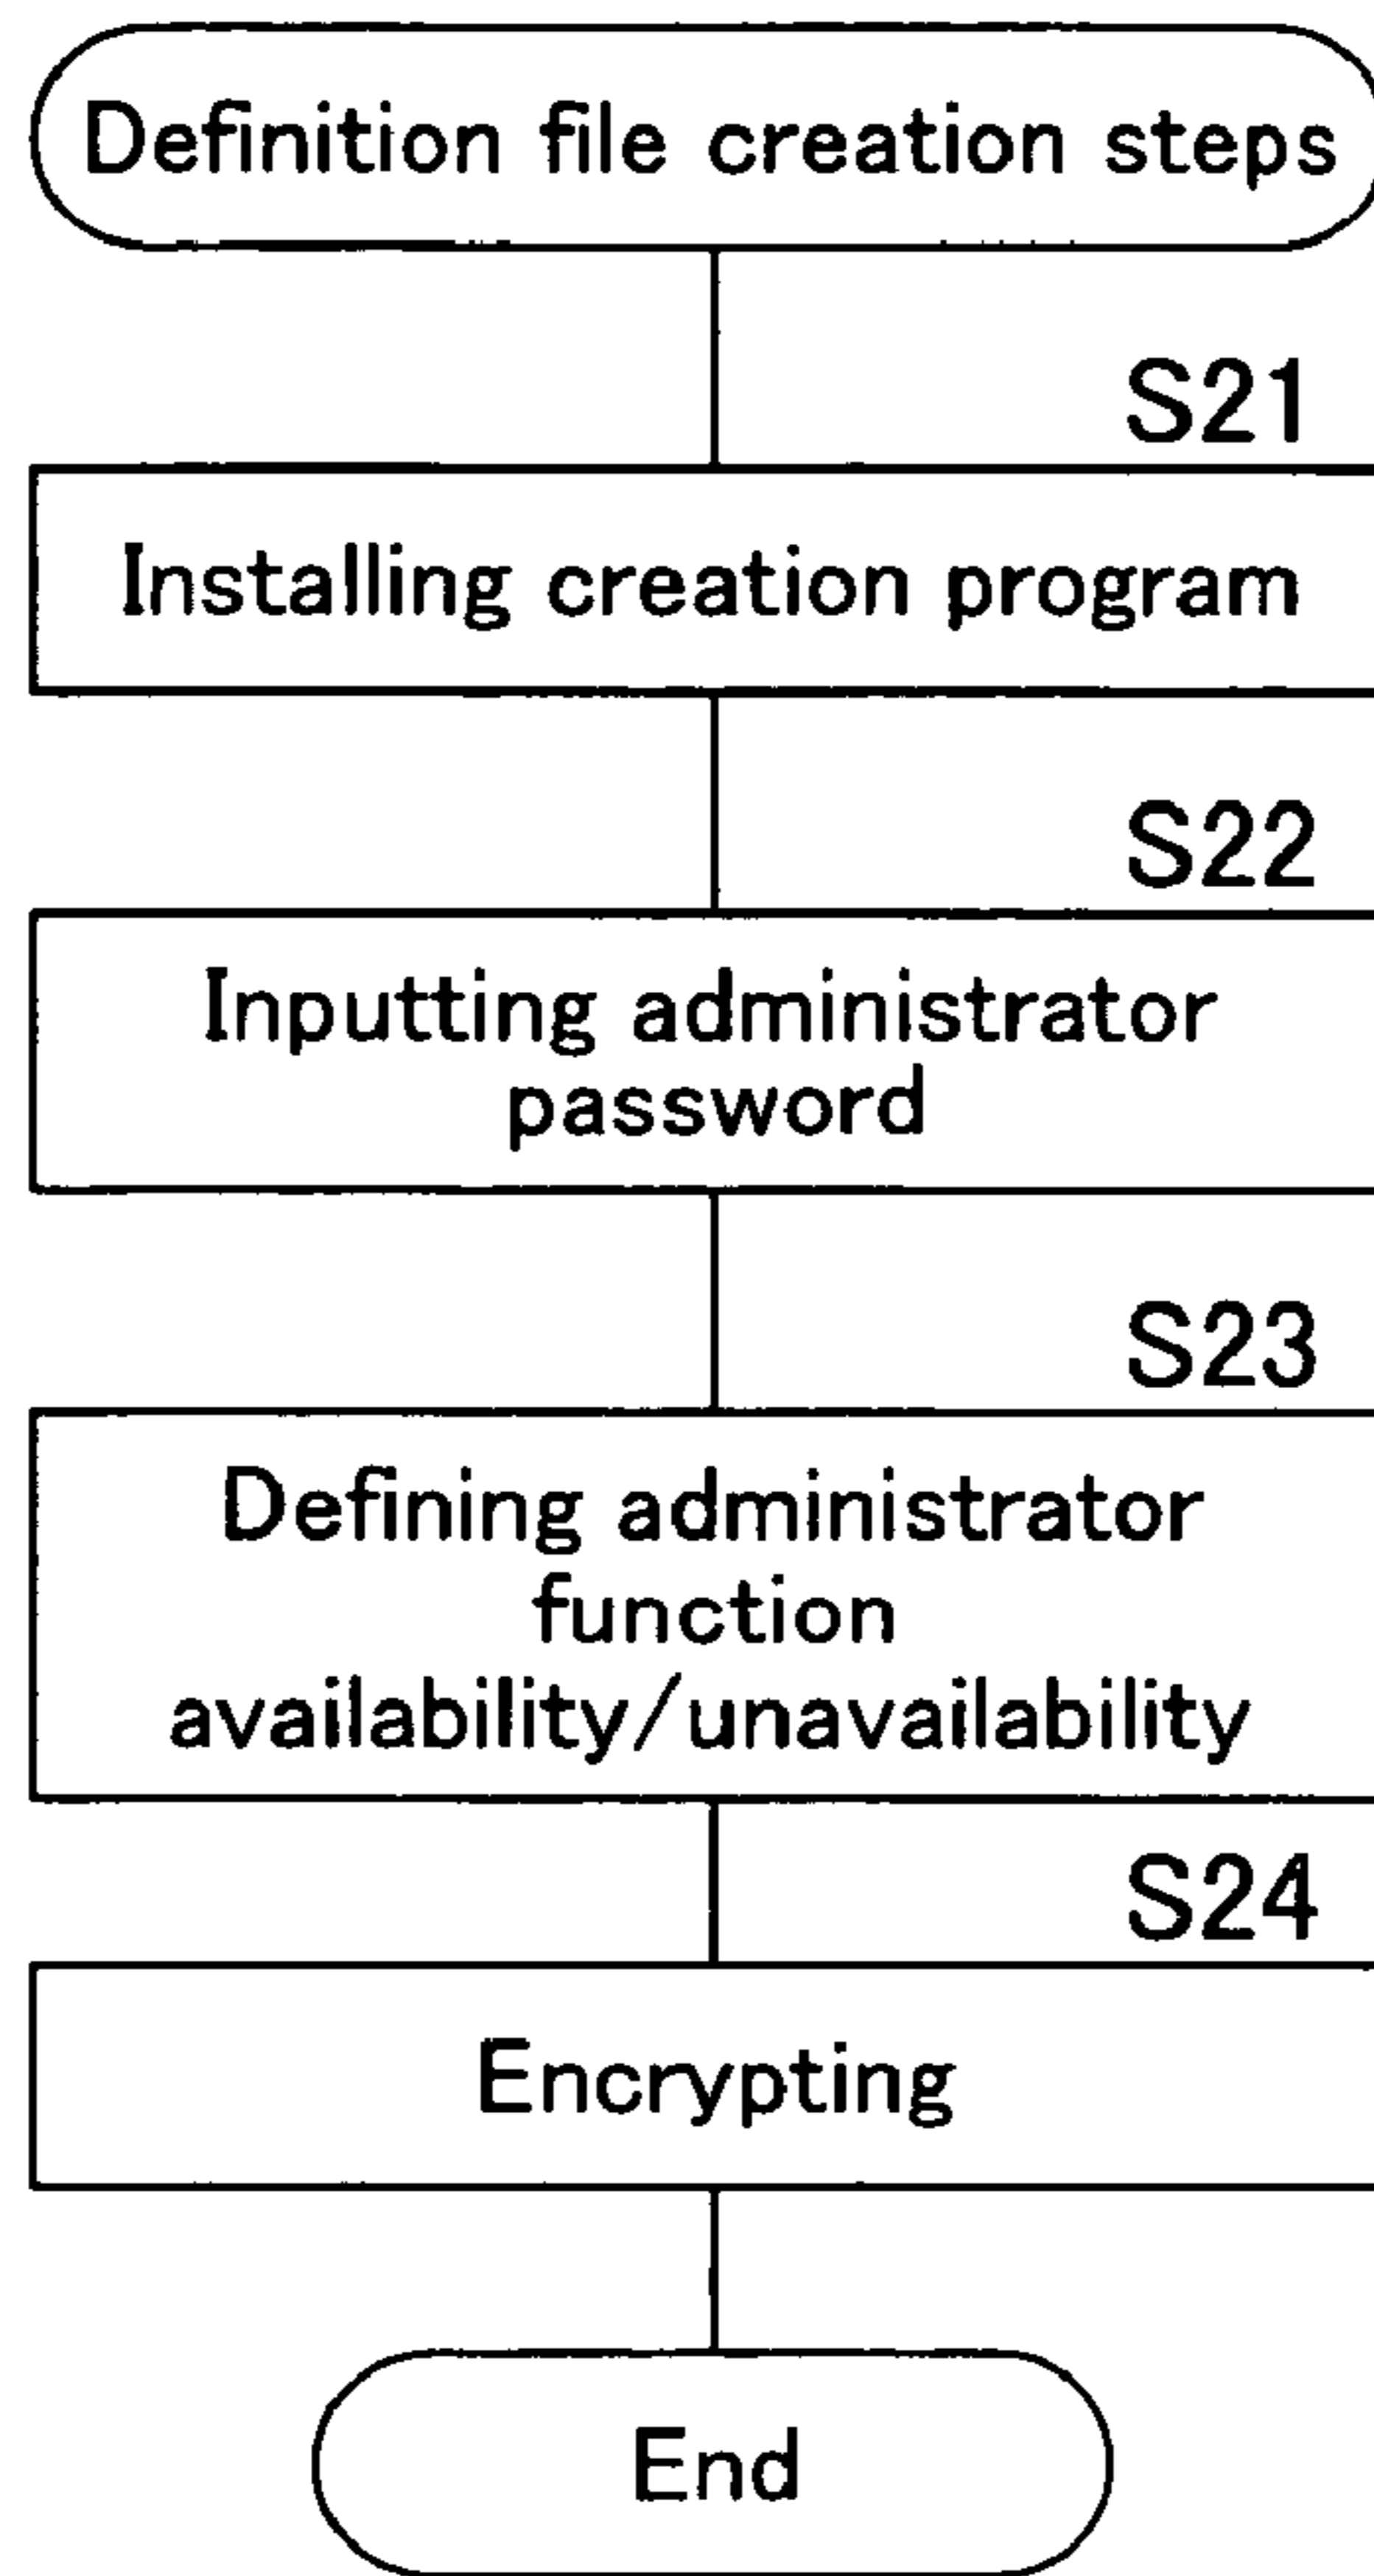 Definition file creation steps
S21
Installing creation program
S22
Inputting administrator
password
S23
Defining administrator
function
availability/unavailability
S24
Encrypting
End